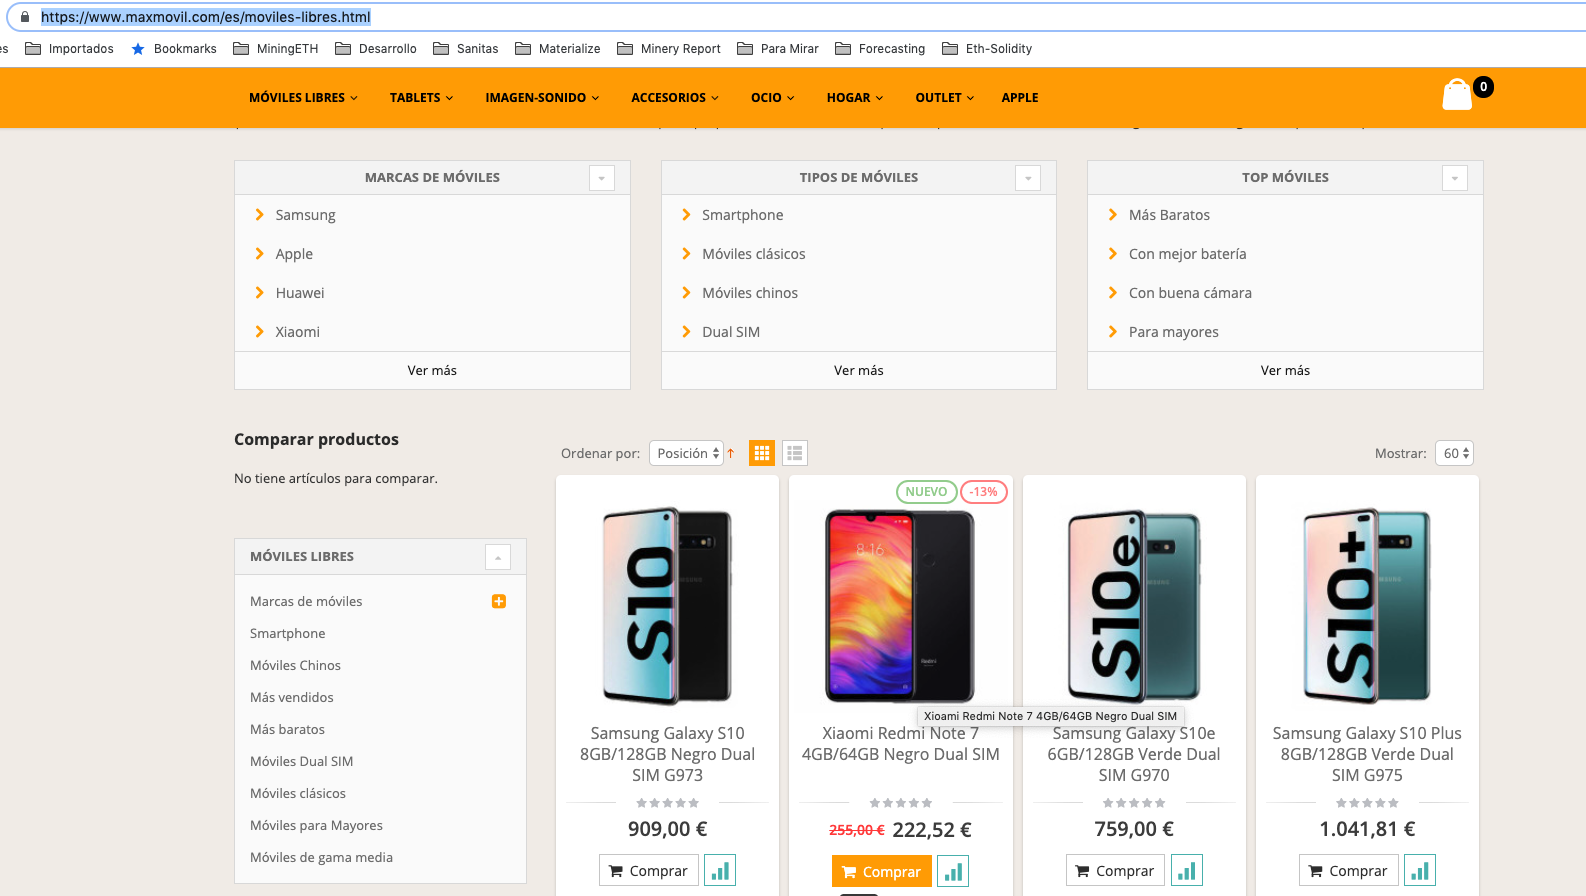 https://www.maxmovil.com/es/moviles-libres.html
es Importados Bookmarks MiningETH Desarrollo Sanitas Materialize Minery Report Para Mirar Forecasting Eth-Solidity
MÓVILES LIBRES TABLETS IMAGEN-SONIDO ACCESORIOS OCIO HOGAR OUTLET APPLE 0
MARCAS DE MÓVILES
Samsung
Apple
Huawei
Xiaomi
Ver más
TIPOS DE MÓVILES
Smartphone
Móviles clásicos
Móviles chinos
Dual SIM
Ver más
TOP MÓVILES
Más Baratos
Con mejor batería
Con buena cámara
Para mayores
Ver más
Comparar productos
No tiene artículos para comparar.
MÓVILES LIBRES
Marcas de móviles
Smartphone
Móviles Chinos
Más vendidos
Más baratos
Móviles Dual SIM
Móviles clásicos
Móviles para Mayores
Móviles de gama media
Ordenar por: Posición
Mostrar: 60
S10
SAMSUNG
Samsung Galaxy S10
8GB/128GB Negro Dual
SIM G973
909,00 €
Comprar
NUEVO -13%
8:16
Redmi
Xioami Redmi Note 7 4GB/64GB Negro Dual SIM
Xiaomi Redmi Note 7
4GB/64GB Negro Dual SIM
255,00 € 222,52 €
Comprar
S10e
SAMSUNG
Samsung Galaxy S10e
6GB/128GB Verde Dual
SIM G970
759,00 €
Comprar
S10+
SAMSUNG
Samsung Galaxy S10 Plus
8GB/128GB Verde Dual
SIM G975
1.041,81 €
Comprar